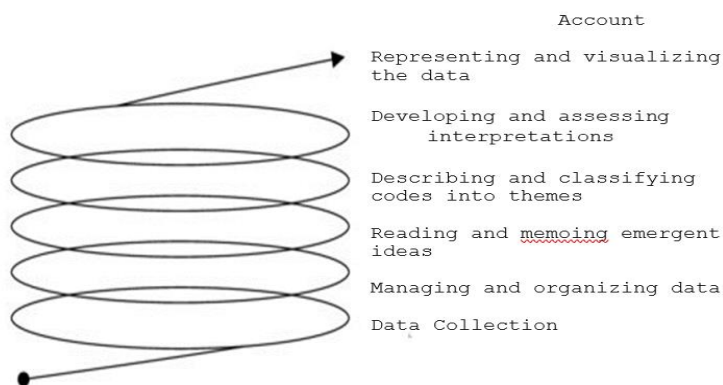 Account
Representing and visualizing
the data
Developing and assessing
interpretations
Describing and classifying
codes into themes
Reading and memoing emergent
ideas
Managing and organizing data
Data Collection